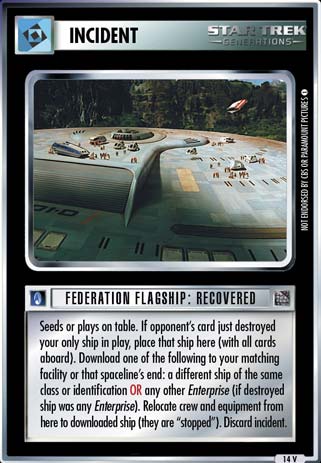 INCIDENT
STAR TREK
GENERATIONS
NOT ENDORSED BY CBS OR PARAMOUNT PICTURES
FEDERATION FLAGSHIP: RECOVERED
Seeds or plays on table. If opponent's card just destroyed
your only ship in play, place that ship here (with all cards
aboard). Download one of the following to your matching
facility or that spaceline's end: a different ship of the same
class or identification OR any other Enterprise (if destroyed
ship was any Enterprise). Relocate crew and equipment from
here to downloaded ship (they are "stopped"). Discard incident.
14 V